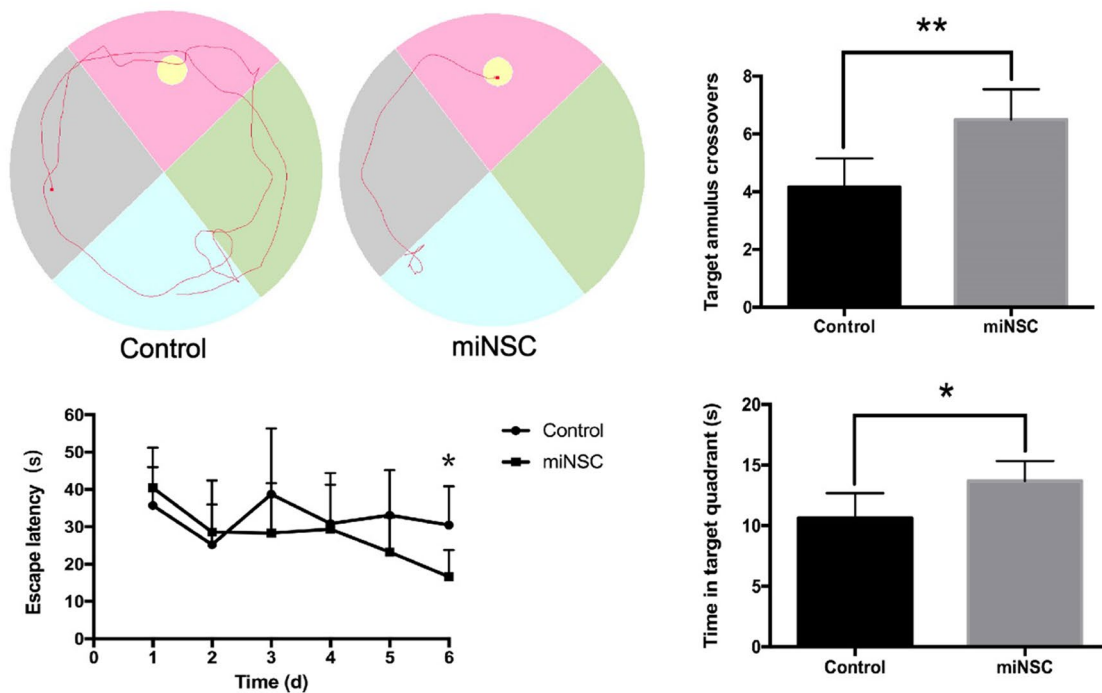 Control
miNSC
**
Target annulus crossovers
8
6
4
2
0
Control
miNSC
Escape latency (s)
60
50
40
30
20
10
0
0
1
2
3
4
5
6
Time (d)
Control
miNSC
*
*
Time in target quadrant (s)
20
15
10
5
0
Control
miNSC